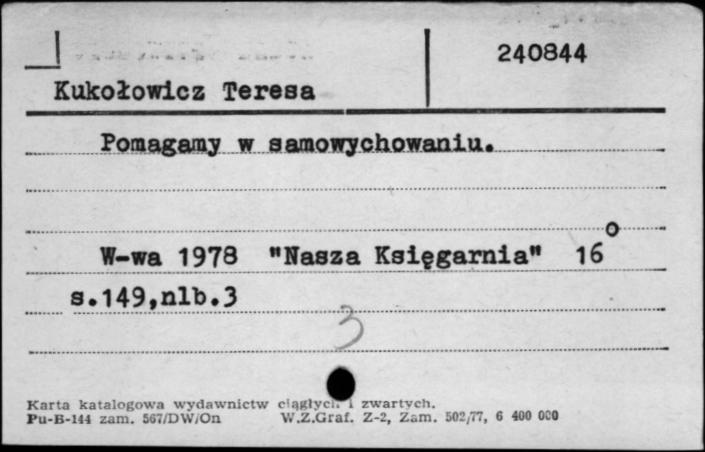 240844
Kukołowicz Teresa
Pomagamy w samowychowaniu.
W-wa 1978 "Nasza Księgarnia" 16°
s.149,nlb.3
3
Karta katalogowa wydawnictw ciągłych i zwartych.
Pu-B-144 zam. 567/DW/On W.Z.Graf. Z-2, Zam. 502/77, 6 400 000